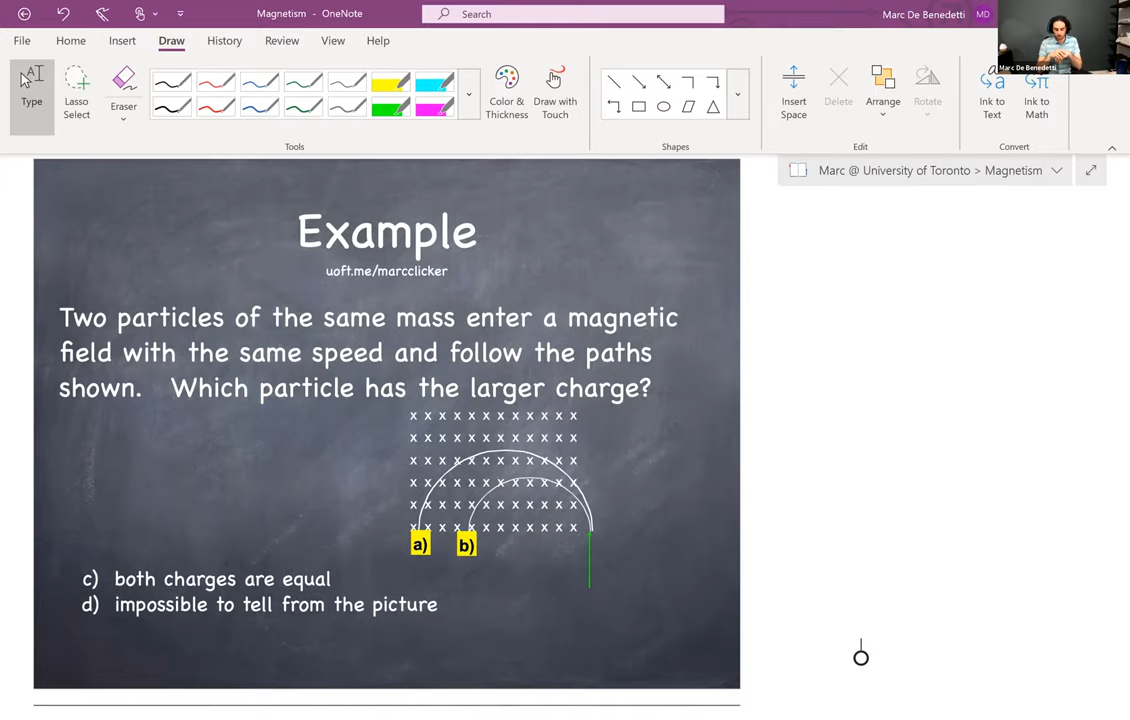 Magnetism - OneNote
Search
Marc De Benedetti MD
File Home Insert Draw History Review View Help
Type
Lasso Select
Eraser
Color & Thickness
Draw with Touch
Insert Space
Delete
Arrange
Rotate
Ink to Text
Ink to Math
Tools
Shapes
Edit
Convert
Marc De Benedetti
Marc @ University of Toronto > Magnetism
Example
uoft.me/marcclicker
Two particles of the same mass enter a magnetic
field with the same speed and follow the paths
shown. Which particle has the larger charge?
x x x x x x x x x x x x
x x x x x x x x x x x x
x x x x x x x x x x x x
x x x x x x x x x x x x
x x x x x x x x x x x x
x x x x x x x x x x x x
a) b)
c) both charges are equal
d) impossible to tell from the picture